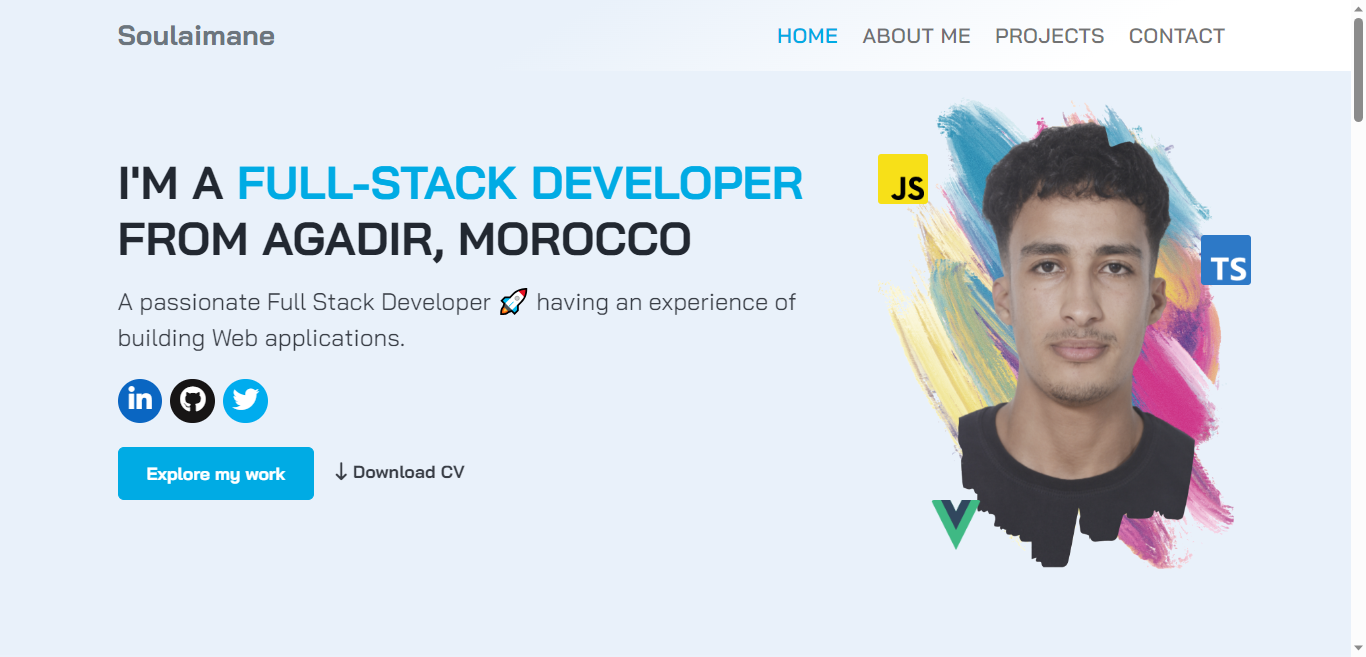 Soulaimane
HOME ABOUT ME PROJECTS CONTACT
I'M A FULL-STACK DEVELOPER
FROM AGADIR, MOROCCO
JS
TS
A passionate Full Stack Developer 🚀 having an experience of
building Web applications.
in
Explore my work
↓ Download CV